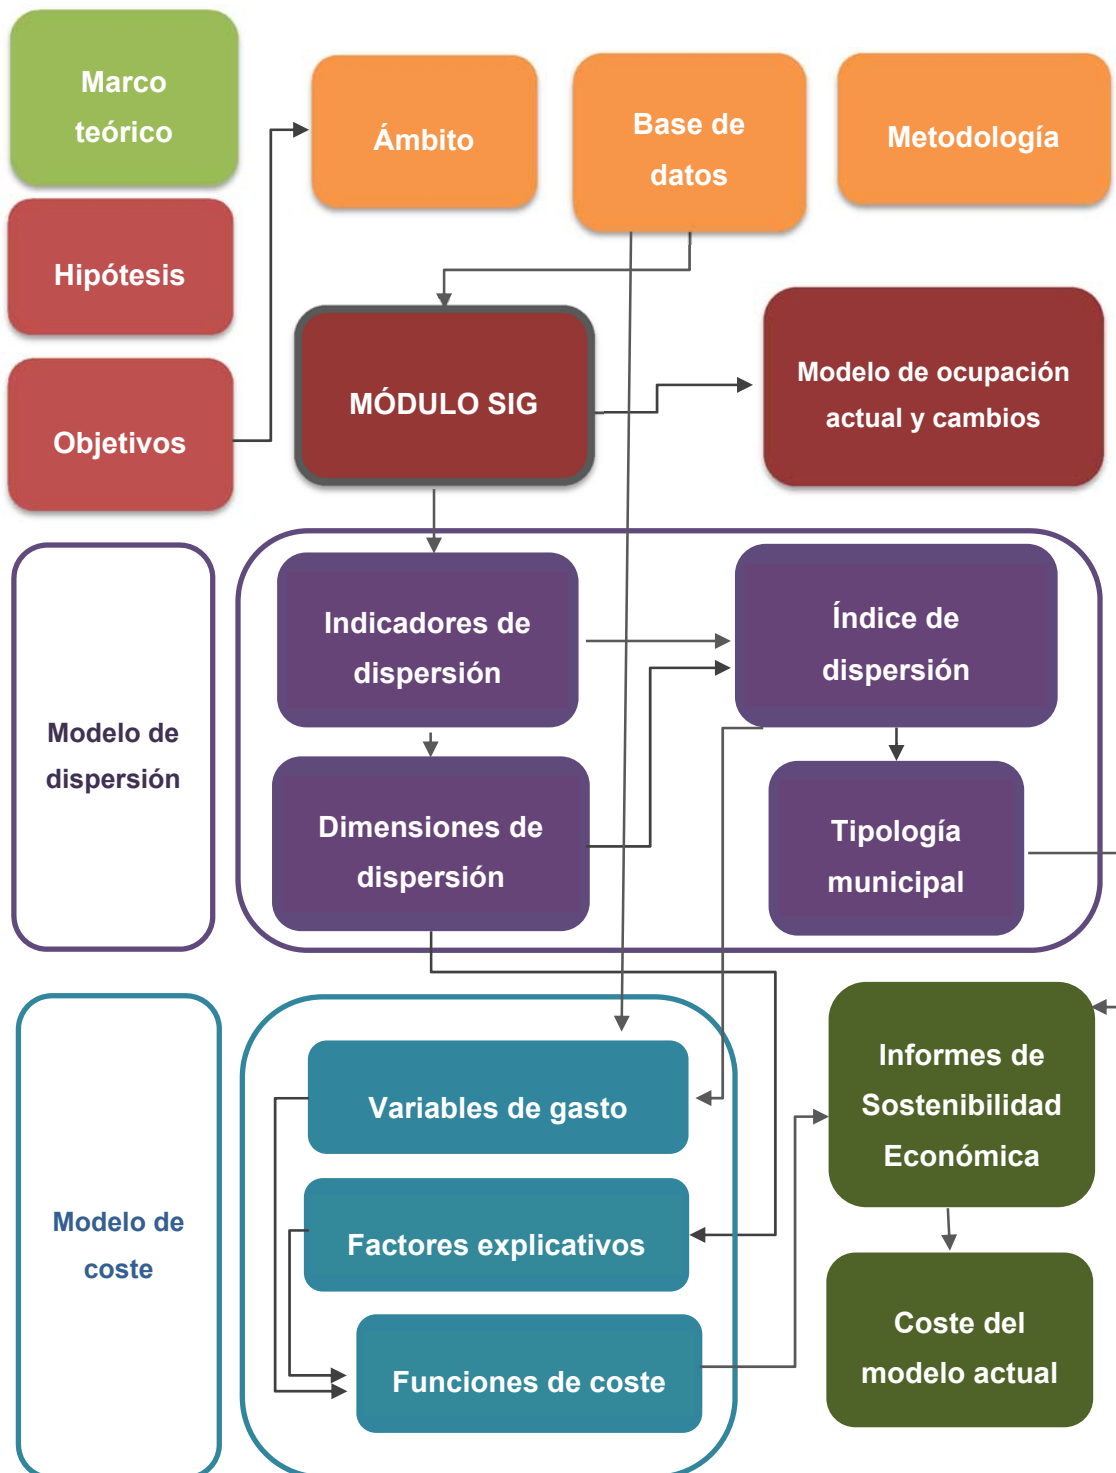 Marco
teórico
Ámbito
Base de
datos
Metodología
Hipótesis
Objetivos
MÓDULO SIG
Modelo de ocupación
actual y cambios
Modelo de
dispersión
Indicadores de
dispersión
Índice de
dispersión
Dimensiones de
dispersión
Tipología
municipal
Modelo de
coste
Variables de gasto
Factores explicativos
Funciones de coste
Informes de
Sostenibilidad
Económica
Coste del
modelo actual